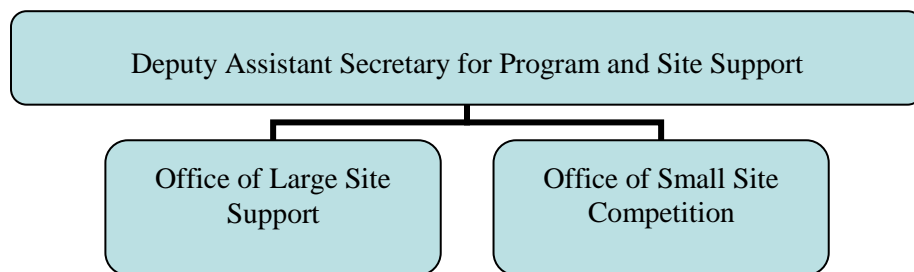 Deputy Assistant Secretary for Program and Site Support
Office of Large Site
Support
Office of Small Site
Competition